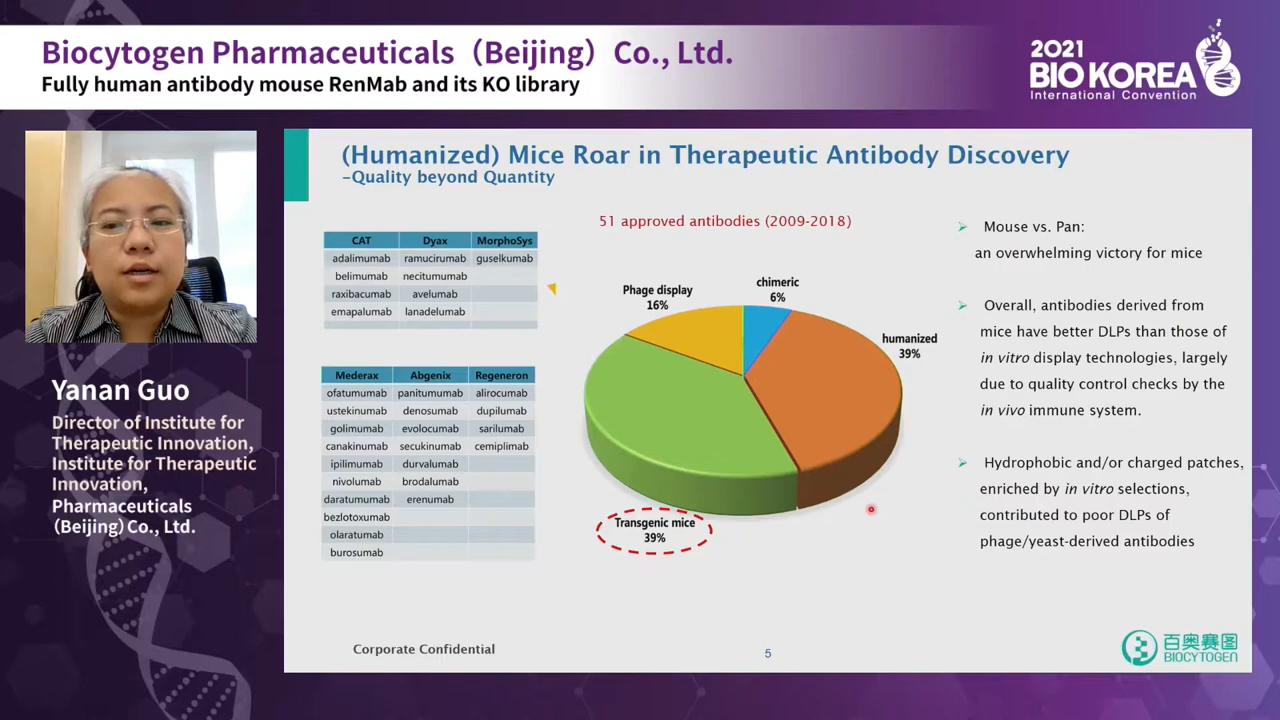 Biocytogen Pharmaceuticals（Beijing）Co., Ltd.
Fully human antibody mouse RenMab and its KO library
2021
BIO KOREA
International Convention
Yanan Guo
Director of Institute for
Therapeutic Innovation,
Institute for Therapeutic
Innovation,
Pharmaceuticals
（Beijing）Co., Ltd.
(Humanized) Mice Roar in Therapeutic Antibody Discovery
-Quality beyond Quantity
51 approved antibodies (2009-2018)
CAT Dyax MorphoSys
adalimumab ramucirumab guselkumab
belimumab necitumumab
raxibacumab avelumab
emapalumab lanadelumab
Mederax Abgenix Regeneron
ofatumumab panitumumab alirocumab
ustekinumab denosumab dupilumab
golimumab evolocumab sarilumab
canakinumab secukinumab cemiplimab
ipilimumab durvalumab
nivolumab brodalumab
daratumumab erenumab
bezlotoxumab
olaratumab
burosumab
Phage display
16%
chimeric
6%
humanized
39%
Transgenic mice
39%
Mouse vs. Pan:
an overwhelming victory for mice
Overall, antibodies derived from
mice have better DLPs than those of
in vitro display technologies, largely
due to quality control checks by the
in vivo immune system.
Hydrophobic and/or charged patches,
enriched by in vitro selections,
contributed to poor DLPs of
phage/yeast-derived antibodies
Corporate Confidential
5
百奥赛图
BIOCYTOGEN